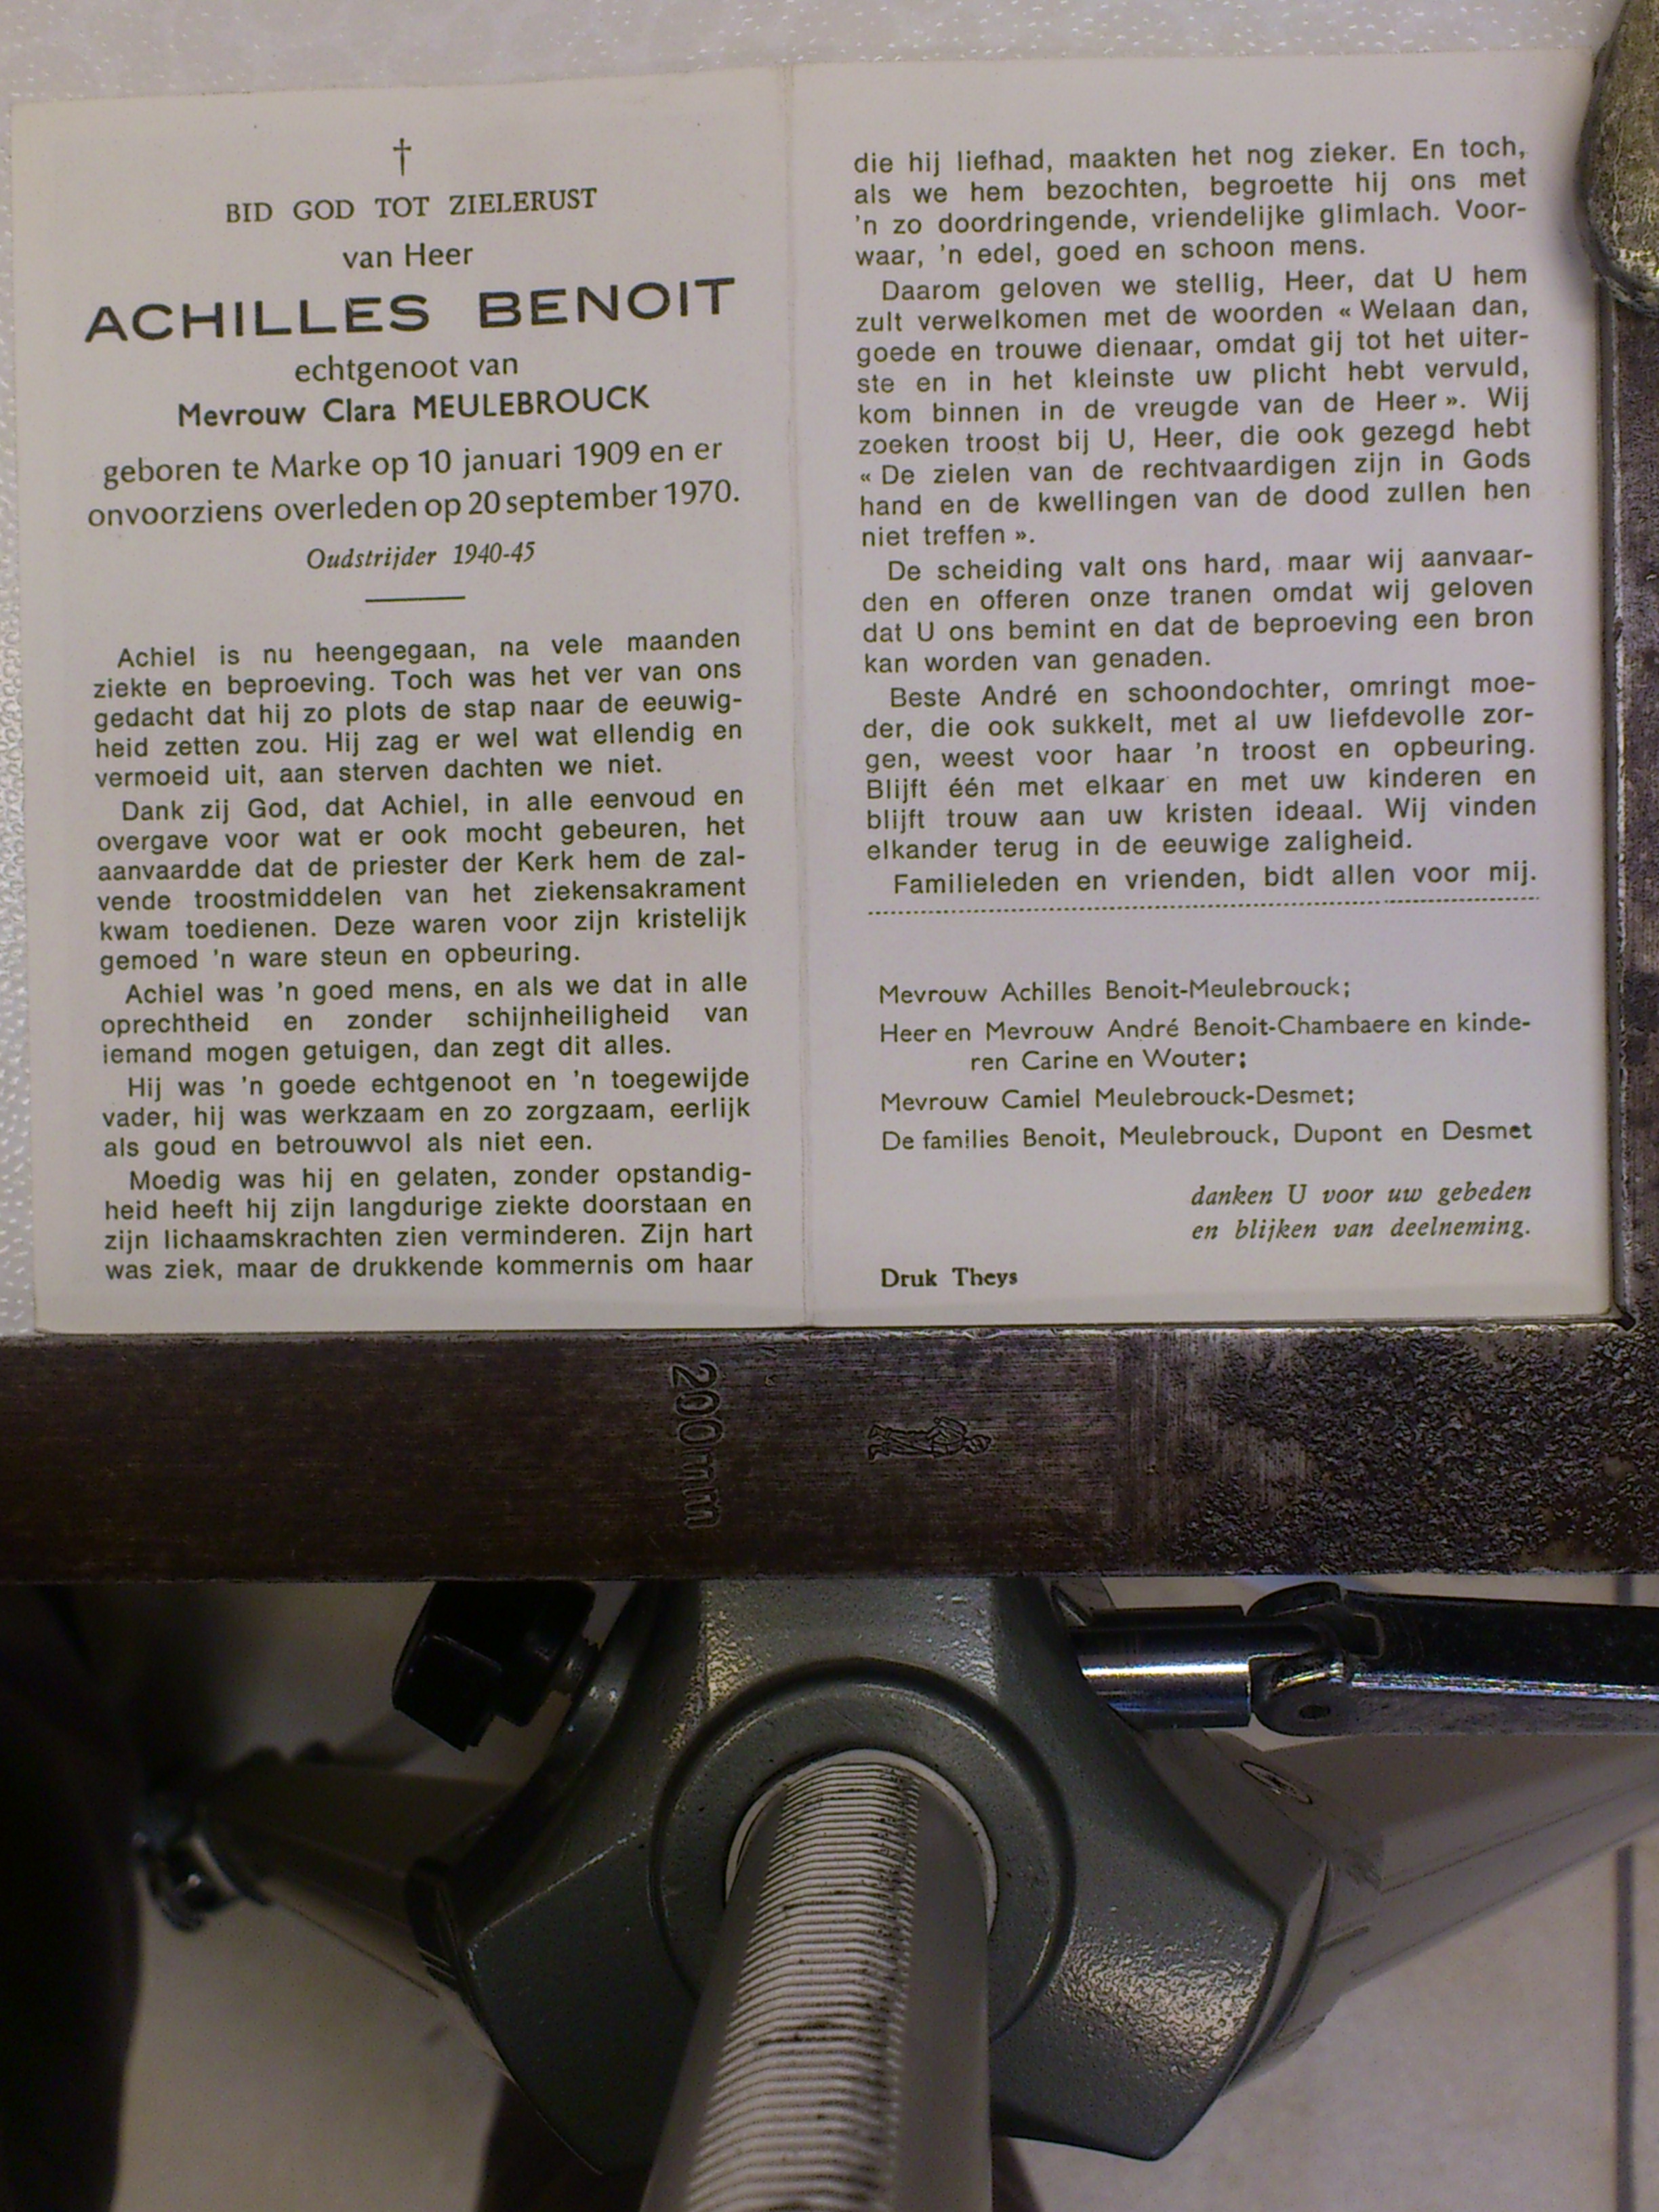 †
BID GOD TOT ZIELERUST
van Heer
ACHILLES BENOIT
echtgenoot van
Mevrouw Clara MEULEBROUCK
geboren te Marke op 10 januari 1909 en er
onvoorziens overleden op 20 september 1970.
Oudstrijder 1940-45
Achiel is nu heengegaan, na vele maanden
ziekte en beproeving. Toch was het ver van ons
gedacht dat hij zo plots de stap naar de eeuwig-
heid zetten zou. Hij zag er wel wat ellendig en
vermoeid uit, aan sterven dachten we niet.
Dank zij God, dat Achiel, in alle eenvoud en
overgave voor wat er ook mocht gebeuren, het
aanvaardde dat de priester der Kerk hem de zal-
vende troostmiddelen van het ziekensakrament
kwam toedienen. Deze waren voor zijn kristelijk
gemoed 'n ware steun en opbeuring.
Achiel was 'n goed mens, en als we dat in alle
oprechtheid en zonder schijnheiligheid van
iemand mogen getuigen, dan zegt dit alles.
Hij was 'n goede echtgenoot en 'n toegewijde
vader, hij was werkzaam en zo zorgzaam, eerlijk
als goud en betrouwvol als niet een.
Moedig was hij en gelaten, zonder opstandig-
heid heeft hij zijn langdurige ziekte doorstaan en
zijn lichaamskrachten zien verminderen. Zijn hart
was ziek, maar de drukkende kommernis om haar
die hij liefhad, maakten het nog zieker. En toch,
als we hem bezochten, begroette hij ons met
'n zo doordringende, vriendelijke glimlach. Voor-
waar, 'n edel, goed en schoon mens.
Daarom geloven we stellig, Heer, dat U hem
zult verwelkomen met de woorden « Welaan dan,
goede en trouwe dienaar, omdat gij tot het uiter-
ste en in het kleinste uw plicht hebt vervuld,
kom binnen in de vreugde van de Heer ». Wij
zoeken troost bij U, Heer, die ook gezegd hebt
« De zielen van de rechtvaardigen zijn in Gods
hand en de kwellingen van de dood zullen hen
niet treffen ».
De scheiding valt ons hard, maar wij aanvaar-
den en offeren onze tranen omdat wij geloven
dat U ons bemint en dat de beproeving een bron
kan worden van genaden.
Beste André en schoondochter, omringt moe-
der, die ook sukkelt, met al uw liefdevolle zor-
gen, weest voor haar 'n troost en opbeuring.
Blijft één met elkaar en met uw kinderen en
blijft trouw aan uw kristen ideaal. Wij vinden
elkander terug in de eeuwige zaligheid.
Familieleden en vrienden, bidt allen voor mij.
Mevrouw Achilles Benoit-Meulebrouck;
Heer en Mevrouw André Benoit-Chambaere en kinde-
ren Carine en Wouter;
Mevrouw Camiel Meulebrouck-Desmet;
De families Benoit, Meulebrouck, Dupont en Desmet
danken U voor uw gebeden
en blijken van deelneming.
Druk Theys
200mm